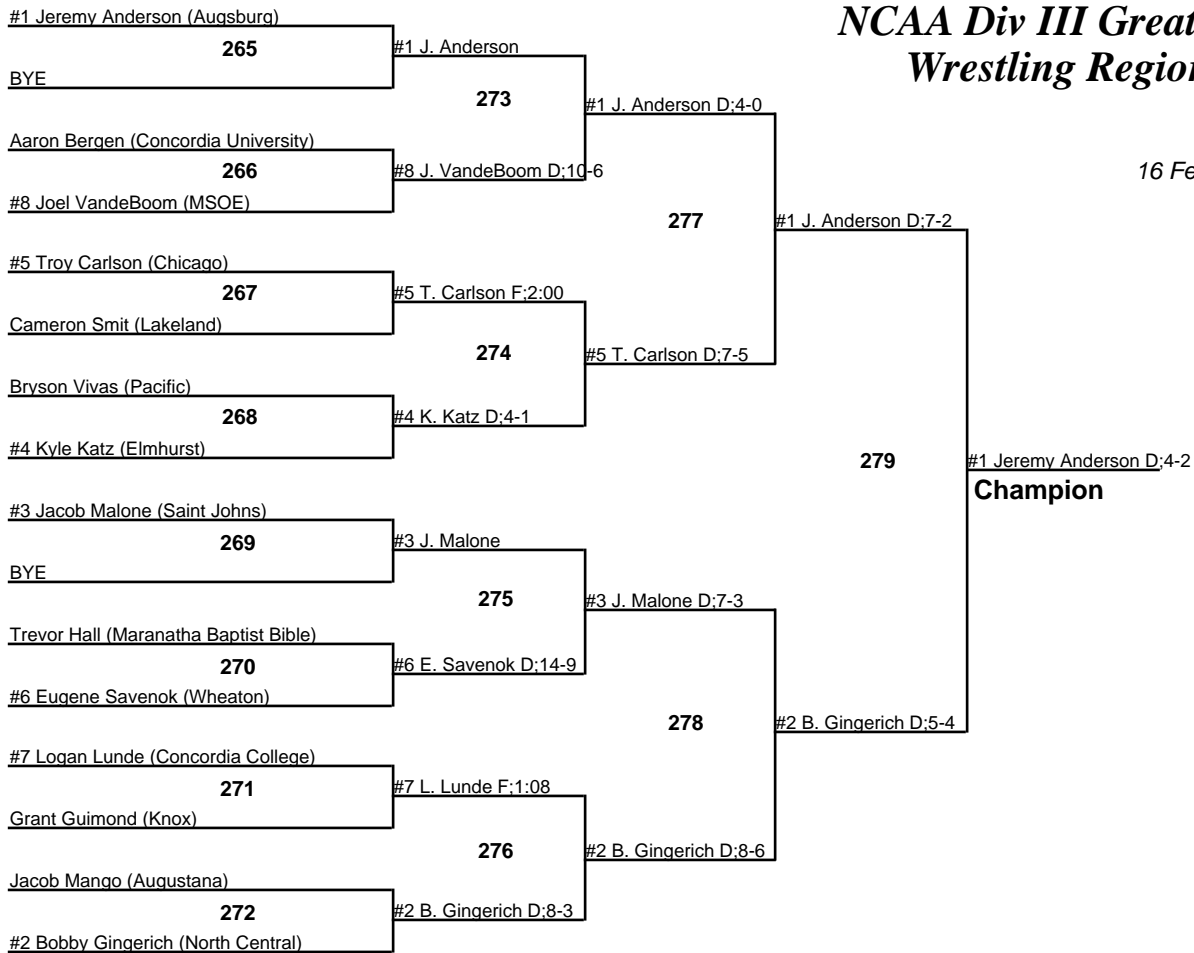 NCAA Div III Great
Wrestling Region
16 Fe
#1 Jeremy Anderson (Augsburg)
265
BYE
Aaron Bergen (Concordia University)
266
#8 Joel VandeBoom (MSOE)
#5 Troy Carlson (Chicago)
267
Cameron Smit (Lakeland)
Bryson Vivas (Pacific)
268
#4 Kyle Katz (Elmhurst)
#3 Jacob Malone (Saint Johns)
269
BYE
Trevor Hall (Maranatha Baptist Bible)
270
#6 Eugene Savenok (Wheaton)
#7 Logan Lunde (Concordia College)
271
Grant Guimond (Knox)
Jacob Mango (Augustana)
272
#2 Bobby Gingerich (North Central)
#1 J. Anderson
273
#8 J. VandeBoom D;10-6
#5 T. Carlson F;2:00
274
#4 K. Katz D;4-1
#3 J. Malone
275
#6 E. Savenok D;14-9
#7 L. Lunde F;1:08
276
#2 B. Gingerich D;8-3
#1 J. Anderson D;4-0
277
#5 T. Carlson D;7-5
#3 J. Malone D;7-3
278
#2 B. Gingerich D;8-6
#1 J. Anderson D;7-2
279
#2 B. Gingerich D;5-4
#1 Jeremy Anderson D;4-2
Champion